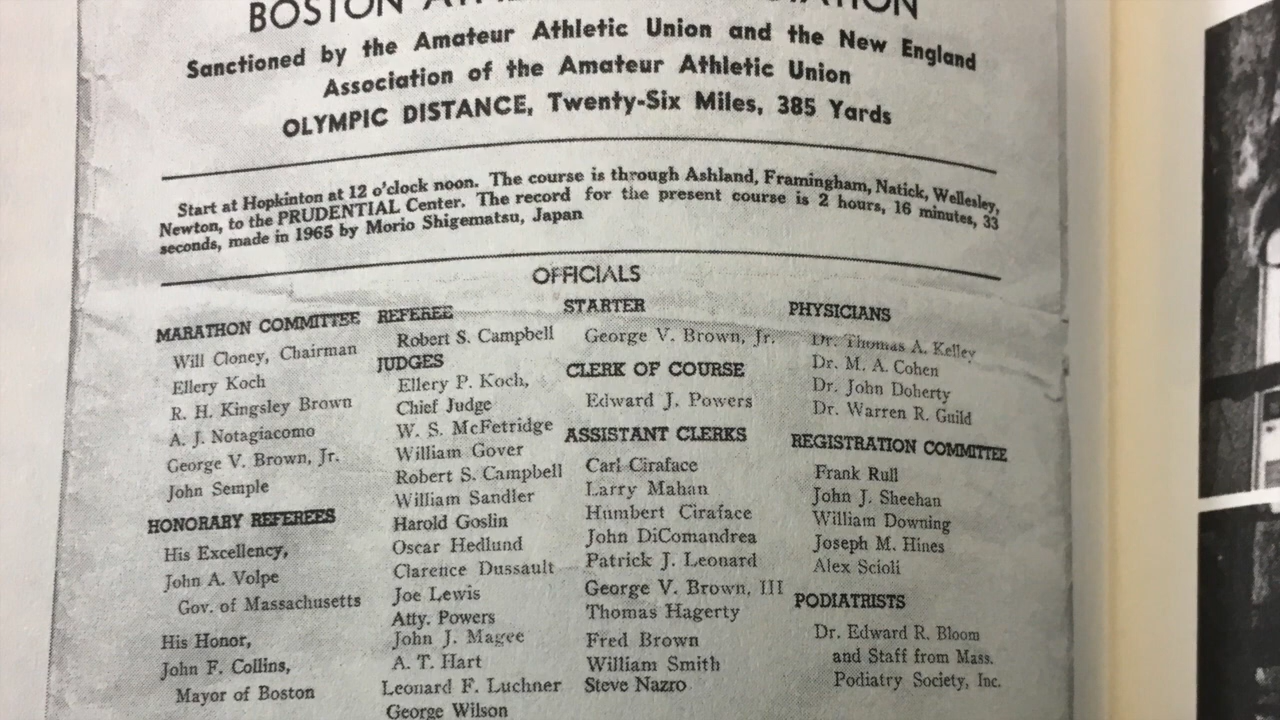 BOSTON
Sanctioned by the Amateur Athletic Union and the New England
Association of the Amateur Athletic Union
OLYMPIC DISTANCE, Twenty-Six Miles, 385 Yards
Start at Hopkinton at 12 o'clock noon. The course is through Ashland, Framingham, Natick, Wellesley,
Newton, to the PRUDENTIAL Center. The record for the present course is 2 hours, 16 minutes, 33
seconds, made in 1965 by Morio Shigematsu, Japan
OFFICIALS
MARATHON COMMITTEE
Will Cloney, Chairman
Ellery Koch
R. H. Kingsley Brown
A. J. Notagiacomo
George V. Brown, Jr.
John Semple
HONORARY REFEREES
His Excellency,
John A. Volpe
Gov. of Massachusetts
His Honor,
John F. Collins,
Mayor of Boston
REFEREE
Robert S. Campbell
JUDGES
Ellery P. Koch,
Chief Judge
W. S. McFetridge
William Gover
Robert S. Campbell
William Sandler
Harold Goslin
Oscar Hedlund
Clarence Dussault
Joe Lewis
Atty. Powers
John J. Magee
A. T. Hart
Leonard F. Luchner
George Wilson
STARTER
George V. Brown, Jr.
CLERK OF COURSE
Edward J. Powers
ASSISTANT CLERKS
Carl Ciraface
Larry Mahan
Humbert Ciraface
John DiComandrea
Patrick J. Leonard
George V. Brown, III
Thomas Hagerty
Fred Brown
William Smith
Steve Nazro
PHYSICIANS
Dr. Thomas A. Kelley
Dr. M. A. Cohen
Dr. John Doherty
Dr. Warren R. Guild
REGISTRATION COMMITTEE
Frank Rull
John J. Sheehan
William Downing
Joseph M. Hines
Alex Scioli
PODIATRISTS
Dr. Edward R. Bloom
and Staff from Mass.
Podiatry Society, Inc.